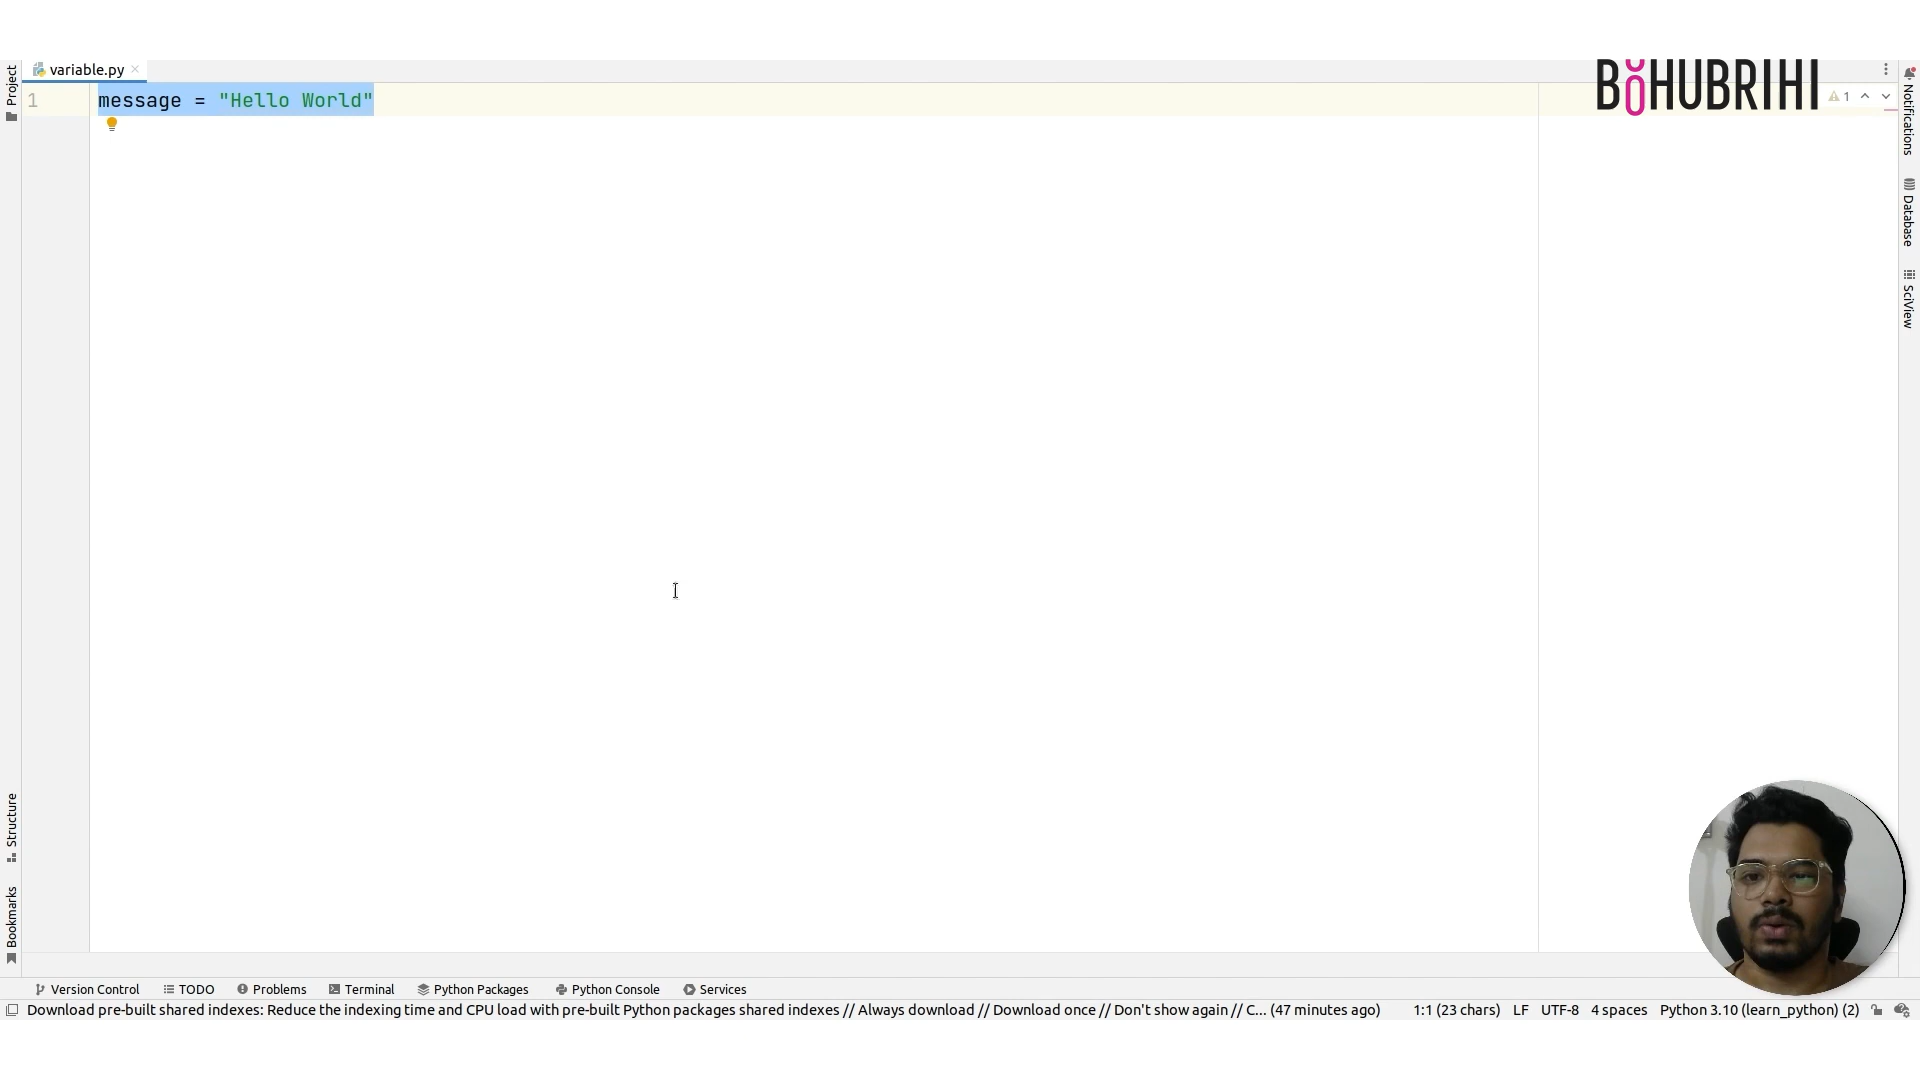 variable.py
BOHUBRIHI
1
message = "Hello World"
1
Project
Structure
Bookmarks
Notifications
Database
SciView
Version Control
TODO
Problems
Terminal
Python Packages
Python Console
Services
Download pre-built shared indexes: Reduce the indexing time and CPU load with pre-built Python packages shared indexes // Always download // Download once // Don't show again // C... (47 minutes ago)
1:1 (23 chars)
LF
UTF-8
4 spaces
Python 3.10 (learn_python) (2)